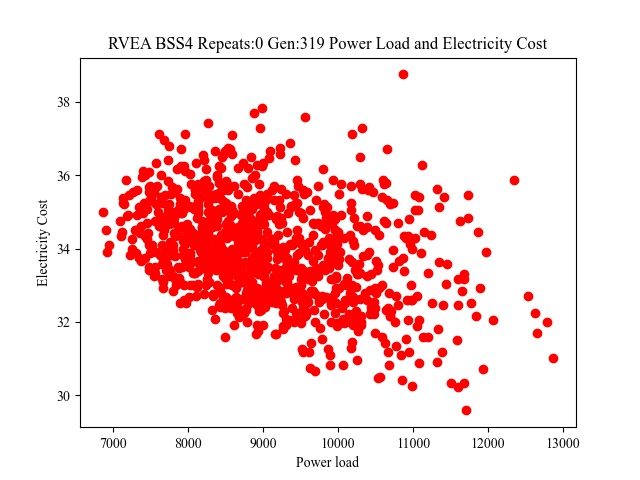 RVEA BSS4 Repeats:0 Gen:319 Power Load and Electricity Cost
Electricity Cost
38
36
34
32
30
7000 8000 9000 10000 11000 12000 13000
Power load